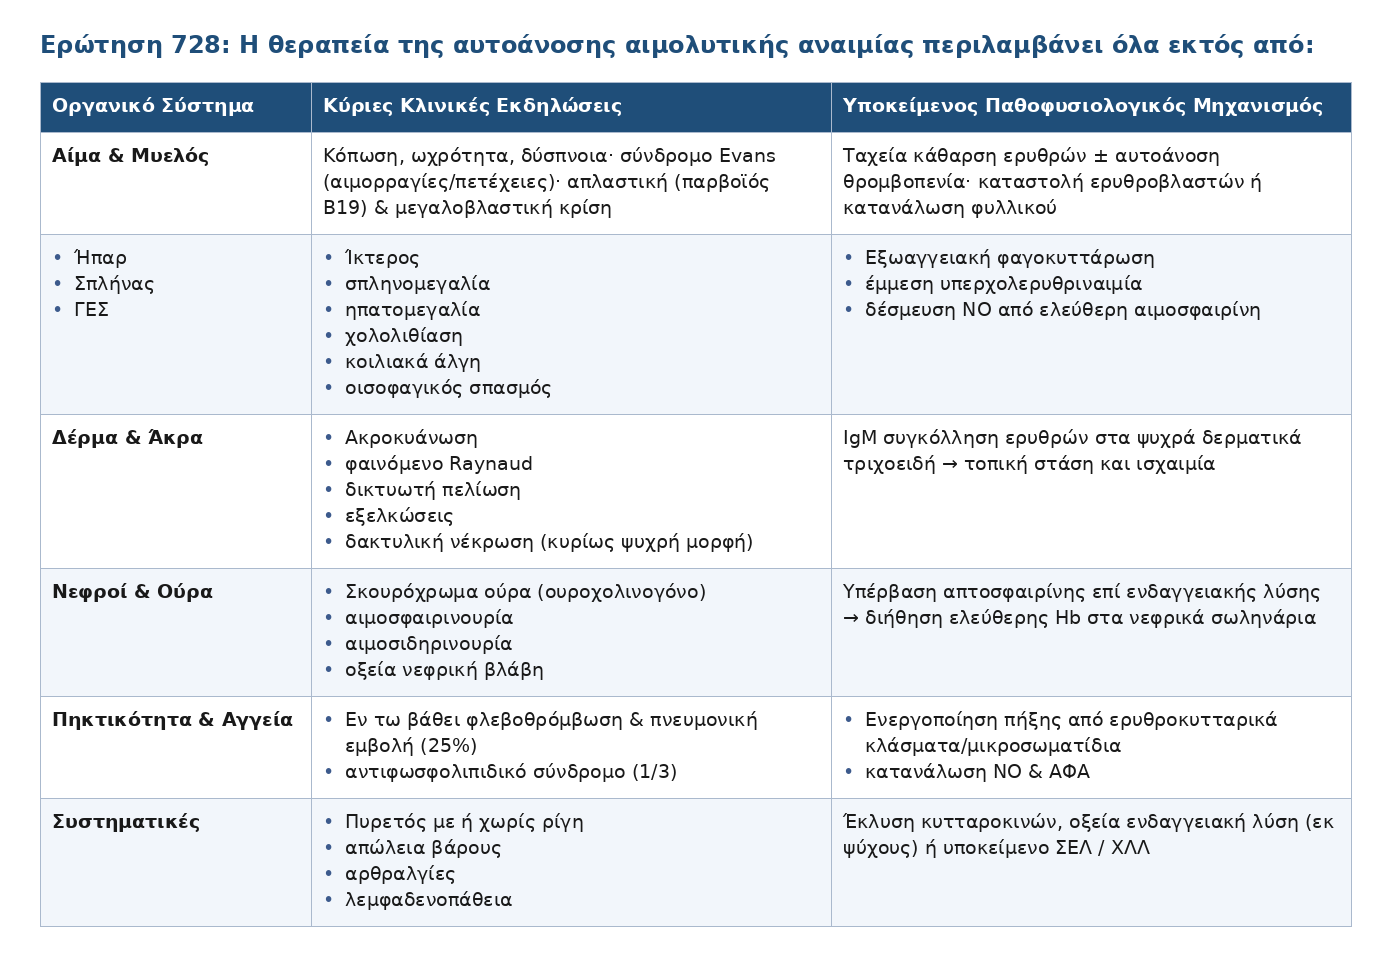 Ερώτηση 728: Η θεραπεία της αυτοάνοσης αιμολυτικής αναιμίας περιλαμβάνει όλα εκτός από:
Οργανικό Σύστημα
Κύριες Κλινικές Εκδηλώσεις
Υποκείμενος Παθοφυσιολογικός Μηχανισμός
Αίμα & Μυελός
Κόπωση, ωχρότητα, δύσπνοια· σύνδρομο Evans
(αιμορραγίες/πετέχειες)· απλαστική (παρβοϊός
B19) & μεγαλοβλαστική κρίση
Ταχεία κάθαρση ερυθρών ± αυτοάνοση
θρομβοπενία· καταστολή ερυθροβλαστών ή
κατανάλωση φυλλικού
• Ήπαρ
• Σπλήνας
• ΓΕΣ
• Ίκτερος
• σπληνομεγαλία
• ηπατομεγαλία
• χολολιθίαση
• κοιλιακά άλγη
• οισοφαγικός σπασμός
• Εξωαγγειακή φαγοκυττάρωση
• έμμεση υπερχολερυθριναιμία
• δέσμευση NO από ελεύθερη αιμοσφαιρίνη
Δέρμα & Άκρα
• Ακροκυάνωση
• φαινόμενο Raynaud
• δικτυωτή πελίωση
• εξελκώσεις
• δακτυλική νέκρωση (κυρίως ψυχρή μορφή)
IgM συγκόλληση ερυθρών στα ψυχρά δερματικά
τριχοειδή → τοπική στάση και ισχαιμία
Νεφροί & Ούρα
• Σκουρόχρωμα ούρα (ουροχολινογόνο)
• αιμοσφαιρινουρία
• αιμοσιδηρινουρία
• οξεία νεφρική βλάβη
Υπέρβαση απτοσφαιρίνης επί ενδαγγειακής λύσης
→ διήθηση ελεύθερης Hb στα νεφρικά σωληνάρια
Πηκτικότητα & Αγγεία
• Εν τω βάθει φλεβοθρόμβωση & πνευμονική
εμβολή (25%)
• αντιφωσφολιπιδικό σύνδρομο (1/3)
• Ενεργοποίηση πήξης από ερυθροκυτταρικά
κλάσματα/μικροσωματίδια
• κατανάλωση NO & ΑΦΑ
Συστηματικές
• Πυρετός με ή χωρίς ρίγη
• απώλεια βάρους
• αρθραλγίες
• λεμφαδενοπάθεια
Έκλυση κυτταροκινών, οξεία ενδαγγειακή λύση (εκ
ψύχους) ή υποκείμενο ΣΕΛ / ΧΛΛ